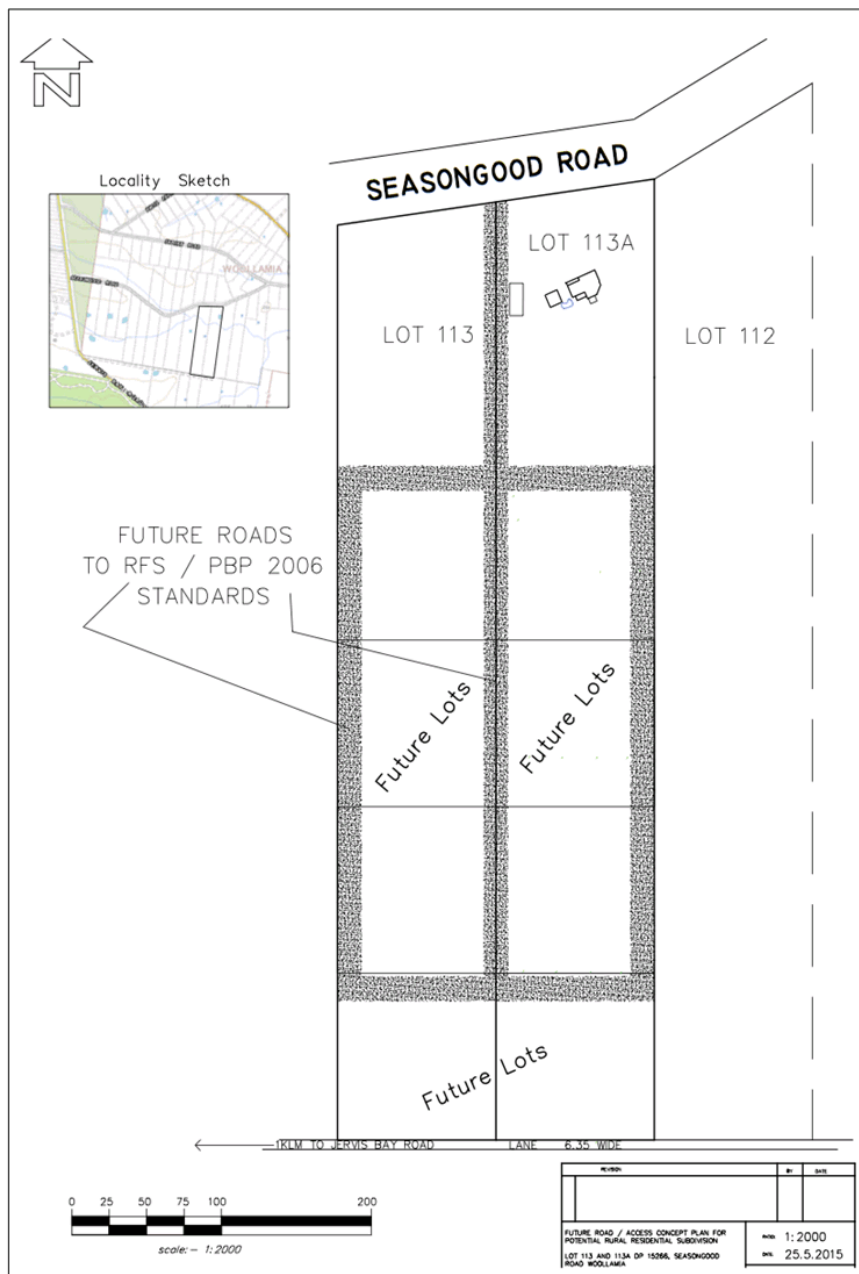 N
Locality Sketch
WOOLLAMIA
SEASONGOOD ROAD
LOT 113A
LOT 113
LOT 112
FUTURE ROADS
TO RFS / PBP 2006
STANDARDS
Future Lots
Future Lots
Future Lots
1KLM TO JERVIS BAY ROAD LANE 6.35 WIDE
0 25 50 75 100 200
scale:- 1:2000
REVISION BY DATE
FUTURE ROAD / ACCESS CONCEPT PLAN FOR
POTENTIAL RURAL RESIDENTIAL SUBDIVISION
LOT 113 AND 113A DP 15266, SEASONGOOD
ROAD WOOLLAMIA
1:2000
DATE: 25.5.2015